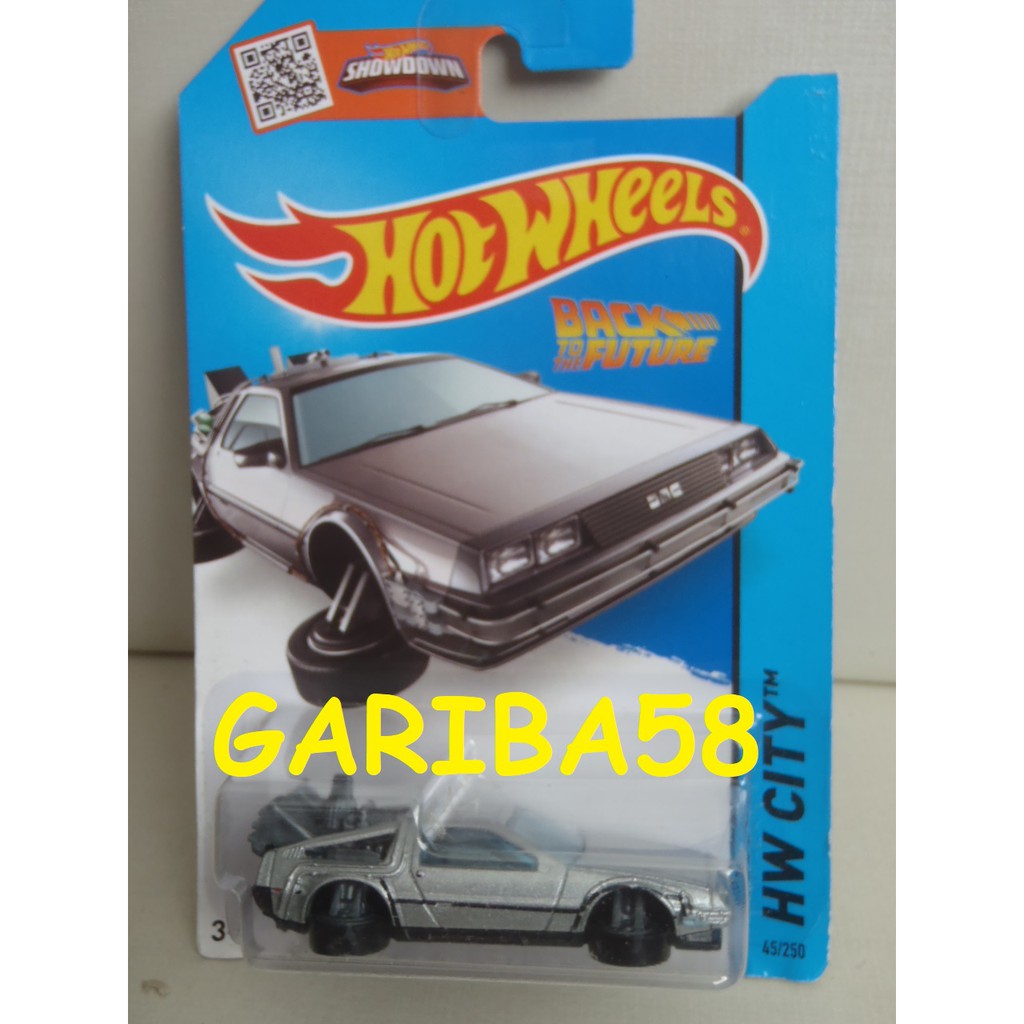 HOT WHEELS
SHOWDOWN
HOT WHEELS®
BACK
TO THE FUTURE
DMC
GARIBA58
HW CITY™
45/250
3